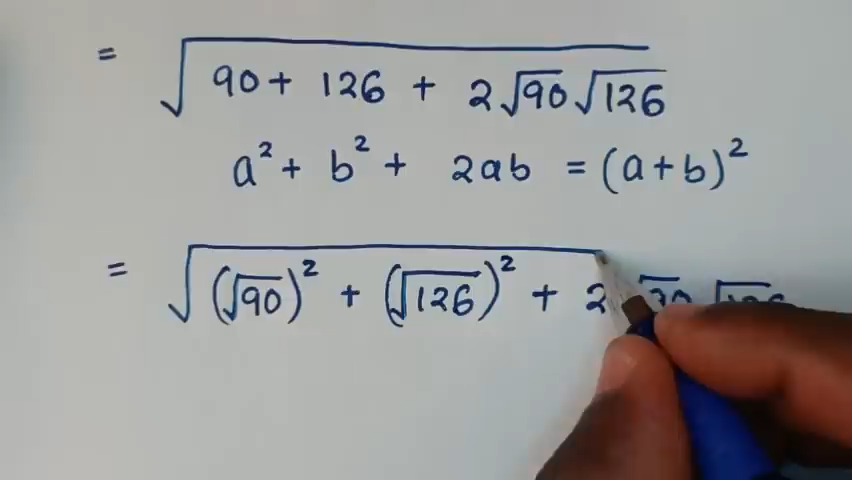 = √90 + 126 + 2√90 √126
a² + b² + 2ab = (a + b)²
= √(√90)² + (√126)² + 2